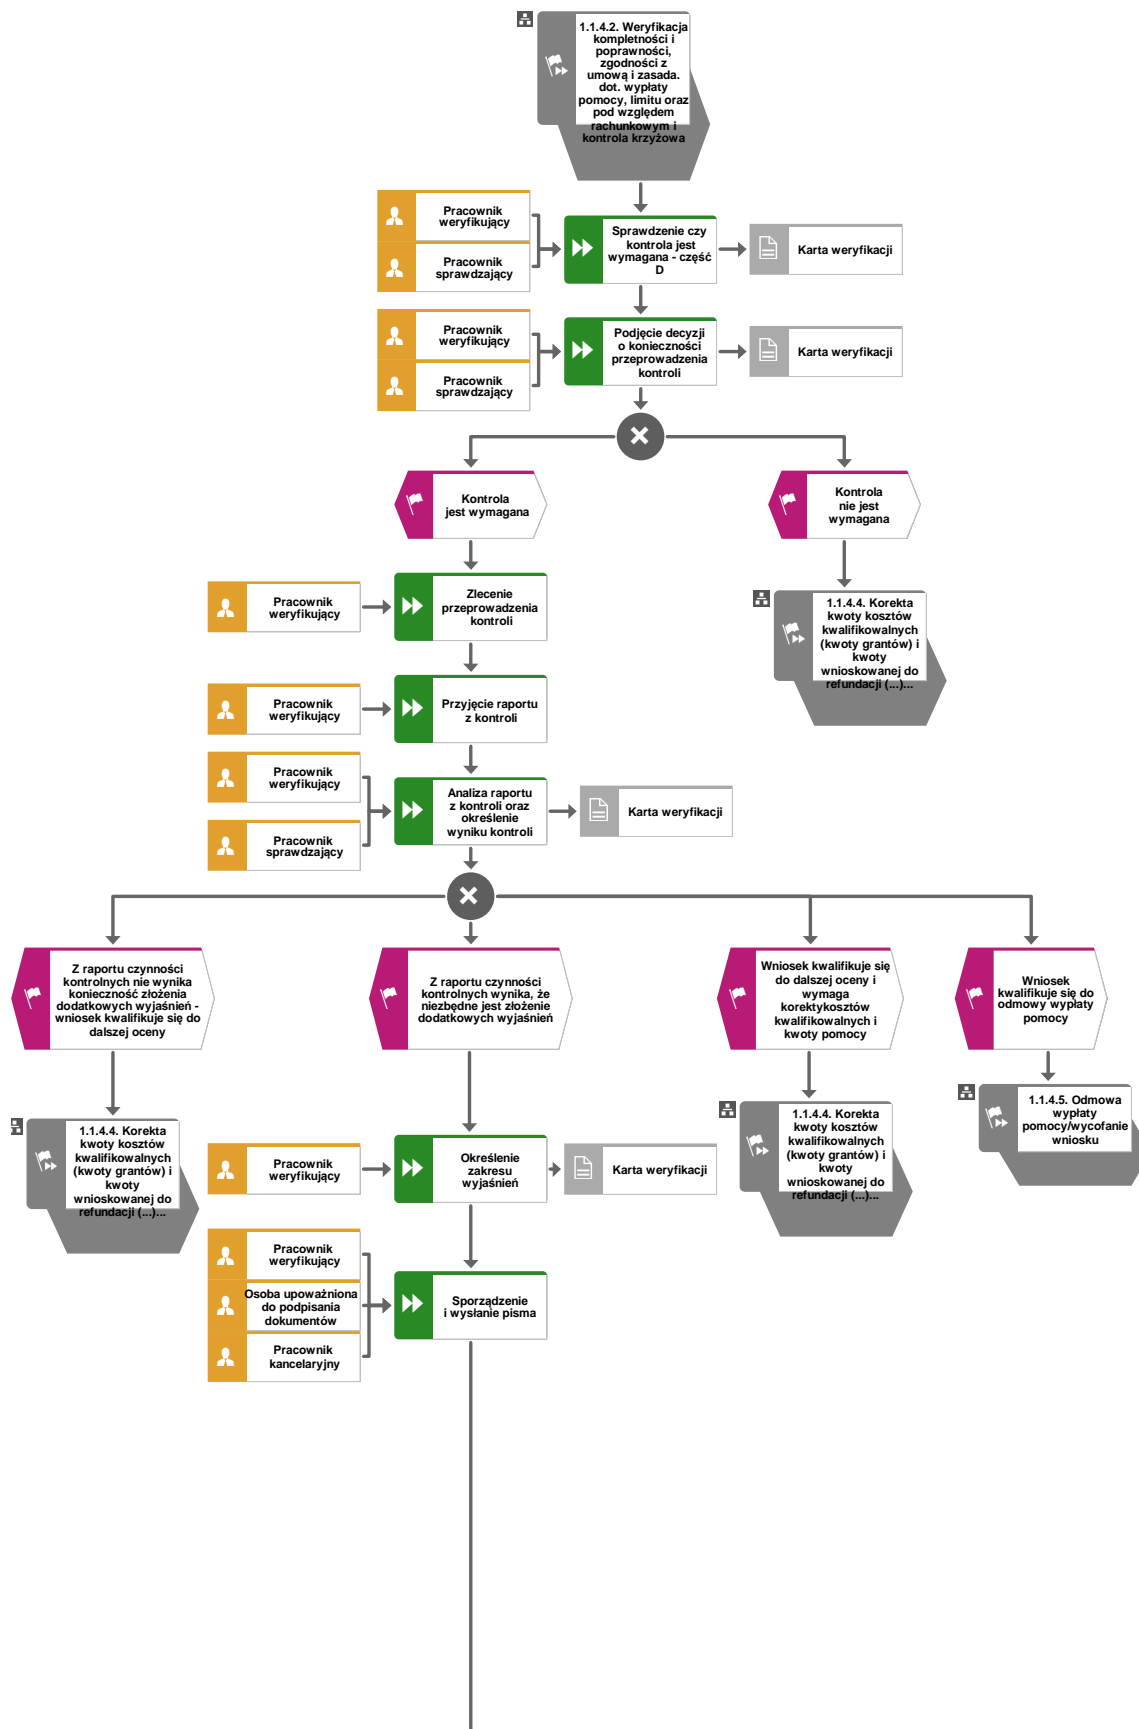 1.1.4.2. Weryfikacja
kompletności i
poprawności,
zgodności z
umową i zasada.
dot. wypłaty
pomocy, limitu oraz
pod względem
rachunkowym i
kontrola krzyżowa
Pracownik
weryfikujący
Pracownik
sprawdzający
Sprawdzenie czy
kontrola jest
wymagana - część
D
Karta weryfikacji
Pracownik
weryfikujący
Pracownik
sprawdzający
Podjęcie decyzji
o konieczności
przeprowadzenia
kontroli
Karta weryfikacji
Kontrola
jest wymagana
Kontrola
nie jest
wymagana
Pracownik
weryfikujący
Zlecenie
przeprowadzenia
kontroli
1.1.4.4. Korekta
kwoty kosztów
kwalifikowalnych
(kwoty grantów) i
kwoty
wnioskowanej do
refundacji (...)...
Pracownik
weryfikujący
Przyjęcie raportu
z kontroli
Pracownik
weryfikujący
Pracownik
sprawdzający
Analiza raportu
z kontroli oraz
określenie
wyniku kontroli
Karta weryfikacji
Z raportu czynności
kontrolnych nie wynika
konieczność złożenia
dodatkowych wyjaśnień -
wniosek kwalifikuje się do
dalszej oceny
Z raportu czynności
kontrolnych wynika, że
niezbędne jest złożenie
dodatkowych wyjaśnień
Wniosek kwalifikuje się
do dalszej oceny i
wymaga
korektykosztów
kwalifikowalnych i
kwoty pomocy
Wniosek
kwalifikuje się do
odmowy wypłaty
pomocy
1.1.4.4. Korekta
kwoty kosztów
kwalifikowalnych
(kwoty grantów) i
kwoty
wnioskowanej do
refundacji (...)...
Pracownik
weryfikujący
Określenie
zakresu
wyjaśnień
Karta weryfikacji
1.1.4.4. Korekta
kwoty kosztów
kwalifikowalnych
(kwoty grantów) i
kwoty
wnioskowanej do
refundacji (...)...
1.1.4.5. Odmowa
wypłaty
pomocy/wycofanie
wniosku
Pracownik
weryfikujący
Osoba upoważniona
do podpisania
dokumentów
Pracownik
kancelaryjny
Sporządzenie
i wysłanie pisma